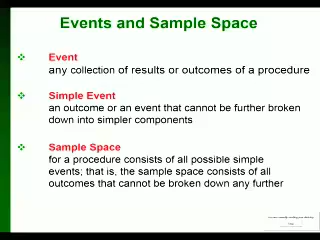 Events and Sample Space
Event
any collection of results or outcomes of a procedure
Simple Event
an outcome or an event that cannot be further broken
down into simpler components
Sample Space
for a procedure consists of all possible simple
events; that is, the sample space consists of all
outcomes that cannot be broken down any further